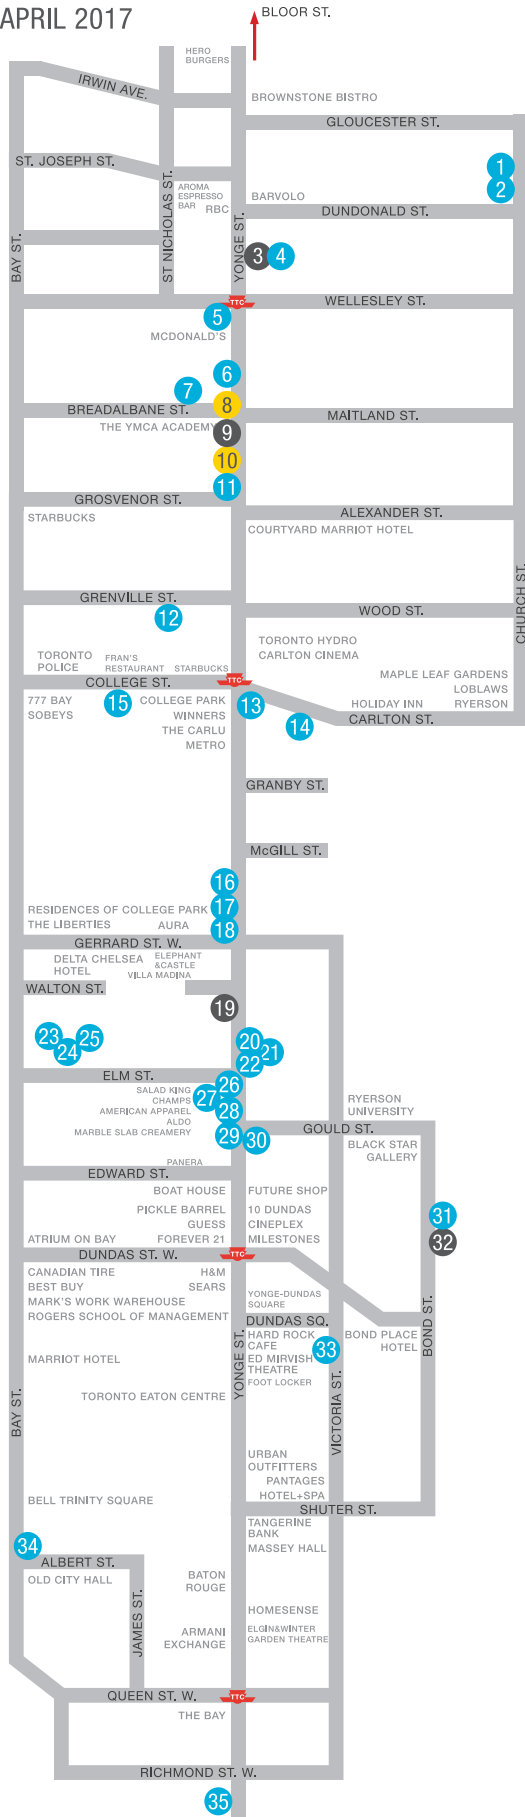 APRIL 2017
BLOOR ST.
HERO
BURGERS
IRWIN AVE.
BROWNSTONE BISTRO
GLOUCESTER ST.
ST. JOSEPH ST.
1
2
AROMA
ESPRESSO
BAR
RBC
BARVOLO
DUNDONALD ST.
BAY ST.
ST NICHOLAS ST.
YONGE ST.
3
4
TTC
WELLESLEY ST.
5
MCDONALD'S
6
7
8
BREADALBANE ST.
MAITLAND ST.
THE YMCA ACADEMY
9
10
11
GROSVENOR ST.
STARBUCKS
ALEXANDER ST.
COURTYARD MARRIOT HOTEL
CHURCH ST.
GRENVILLE ST.
WOOD ST.
12
TORONTO HYDRO
CARLTON CINEMA
TORONTO
POLICE
FRAN'S
RESTAURANT
STARBUCKS
COLLEGE ST.
TTC
MAPLE LEAF GARDENS
LOBLAWS
HOLIDAY INN
RYERSON
777 BAY
SOBEYS
15
COLLEGE PARK
WINNERS
THE CARLU
METRO
13
14
CARLTON ST.
GRANBY ST.
McGILL ST.
16
17
18
RESIDENCES OF COLLEGE PARK
THE LIBERTIES
AURA
GERRARD ST. W.
DELTA CHELSEA
HOTEL
ELEPHANT
&CASTLE
VILLA MADINA
WALTON ST.
19
23
24
25
20
21
22
ELM ST.
26
27
28
SALAD KING
CHAMPS
AMERICAN APPAREL
ALDO
MARBLE SLAB CREAMERY
29
30
RYERSON
UNIVERSITY
GOULD ST.
BLACK STAR
GALLERY
PANERA
EDWARD ST.
BOAT HOUSE
PICKLE BARREL
GUESS
ATRIUM ON BAY
FOREVER 21
FUTURE SHOP
10 DUNDAS
CINEPLEX
MILESTONES
31
32
DUNDAS ST. W.
TTC
CANADIAN TIRE
H&M
BEST BUY
SEARS
MARK'S WORK WAREHOUSE
ROGERS SCHOOL OF MANAGEMENT
YONGE-DUNDAS
SQUARE
DUNDAS SQ.
HARD ROCK
CAFE
ED MIRVISH
THEATRE
FOOT LOCKER
33
BOND PLACE
HOTEL
BOND ST.
BAY ST.
YONGE ST.
VICTORIA ST.
MARRIOT HOTEL
TORONTO EATON CENTRE
URBAN
OUTFITTERS
PANTAGES
HOTEL+SPA
BELL TRINITY SQUARE
SHUTER ST.
TANGERINE
BANK
MASSEY HALL
34
ALBERT ST.
OLD CITY HALL
JAMES ST.
BATON
ROUGE
HOMESENSE
ARMANI
EXCHANGE
ELGIN&WINTER
GARDEN THEATRE
QUEEN ST. W.
TTC
THE BAY
RICHMOND ST. W.
35